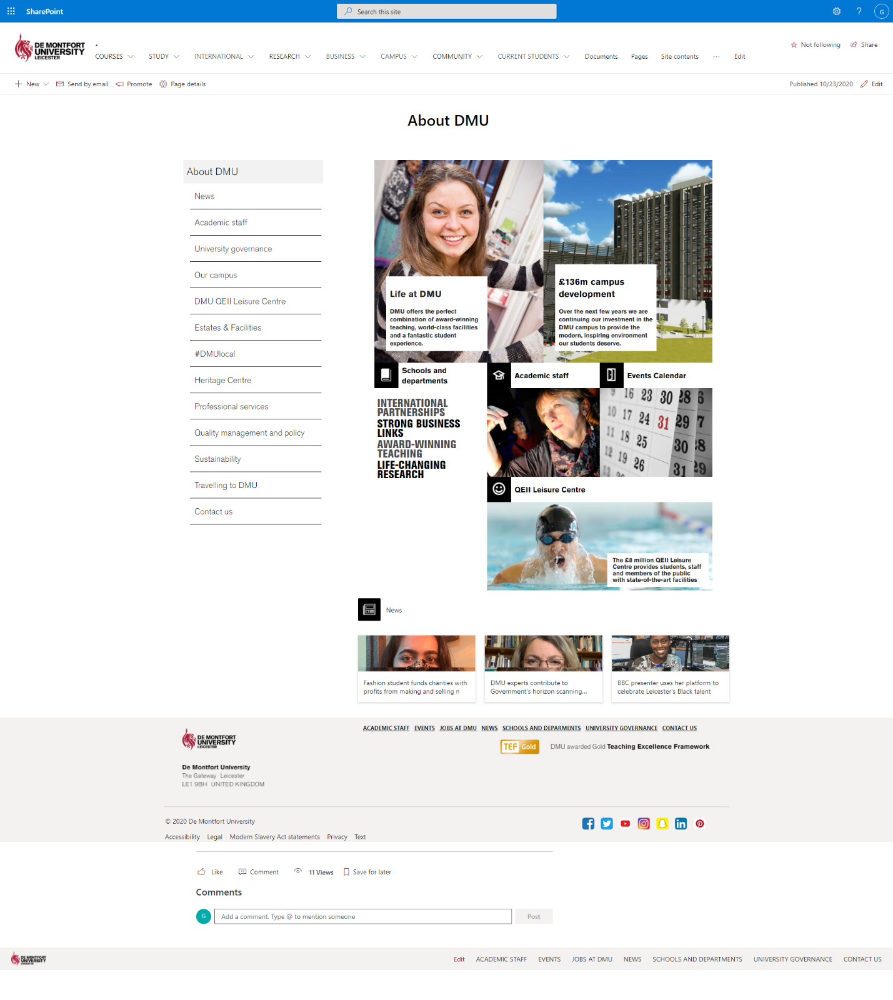 SharePoint
Search this site
G
DE MONTFORT
UNIVERSITY
LEICESTER
.
COURSES STUDY INTERNATIONAL RESEARCH BUSINESS CAMPUS COMMUNITY CURRENT STUDENTS Documents Pages Site contents ... Edit
Not following Share
New Send by email Promote Page details
Published 10/23/2020 Edit
About DMU
About DMU
News
Academic staff
University governance
Our campus
DMU QEII Leisure Centre
Estates & Facilities
#DMUlocal
Heritage Centre
Professional services
Quality management and policy
Sustainability
Travelling to DMU
Contact us
Life at DMU
DMU offers the perfect
combination of award-winning
teaching, world-class facilities
and a fantastic student
experience.
£136m campus
development
Over the next few years we are
continuing our investment in the
DMU campus to provide the
modern, inspiring environment
our students deserve.
Schools and
departments
Academic staff
Events Calendar
INTERNATIONAL
PARTNERSHIPS
STRONG BUSINESS
LINKS
AWARD-WINNING
TEACHING
LIFE-CHANGING
RESEARCH
9 16 23 30 28 6
10 17 24 31 29 7
11 18 25 30 8
12 19 26 31 29
QEII Leisure Centre
The £8 million QEII Leisure
Centre provides students, staff
and members of the public
with state-of-the-art facilities
News
Fashion student funds charities with
profits from making and selling n
DMU experts contribute to
Government's horizon scanning...
BBC presenter uses her platform to
celebrate Leicester's Black talent
DE MONTFORT
UNIVERSITY
LEICESTER
ACADEMIC STAFF EVENTS JOBS AT DMU NEWS SCHOOLS AND DEPARMENTS UNIVERSITY GOVERNANCE CONTACT US
TEF Gold DMU awarded Gold Teaching Excellence Framework
De Montfort University
The Gateway Leicester
LE1 9BH UNITED KINGDOM
© 2020 De Montfort University
Accessibility Legal Modern Slavery Act statements Privacy Text
Like Comment 11 Views Save for later
Comments
G
Add a comment. Type @ to mention someone
Post
DE MONTFORT
UNIVERSITY
LEICESTER
Edit ACADEMIC STAFF EVENTS JOBS AT DMU NEWS SCHOOLS AND DEPARTMENTS UNIVERSITY GOVERNANCE CONTACT US